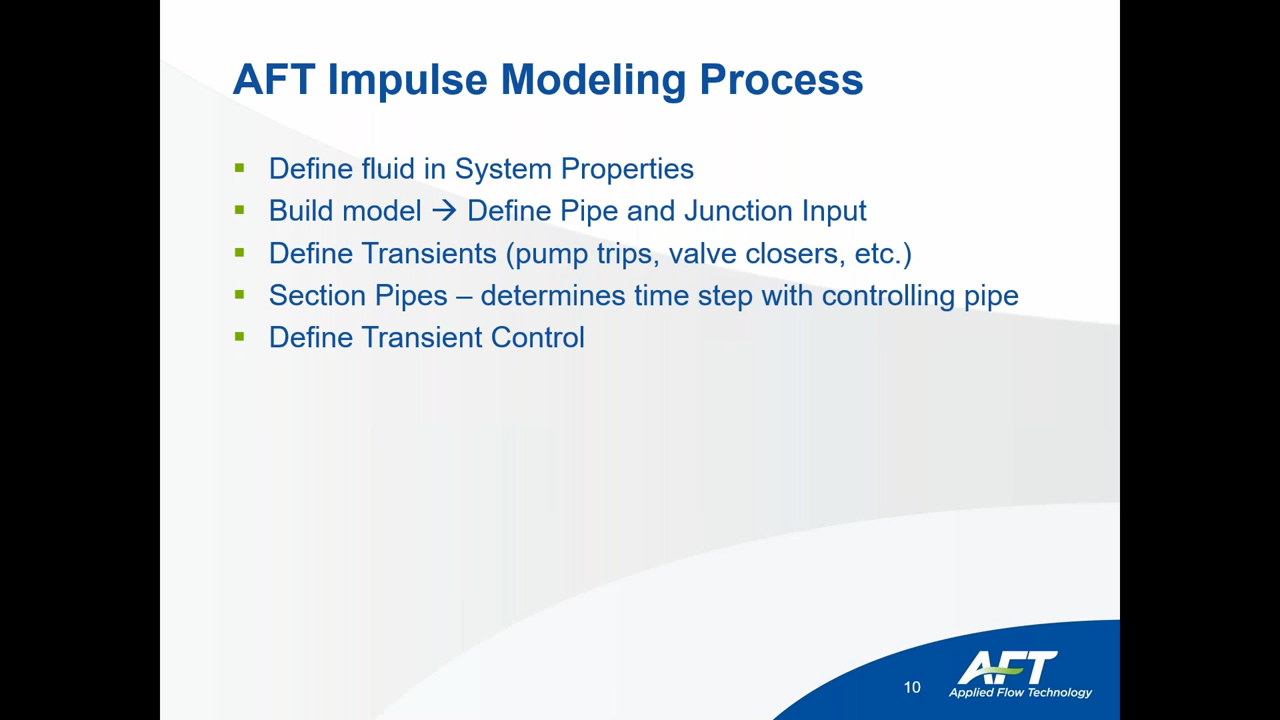 AFT Impulse Modeling Process
▪ Define fluid in System Properties
▪ Build model → Define Pipe and Junction Input
▪ Define Transients (pump trips, valve closers, etc.)
▪ Section Pipes – determines time step with controlling pipe
▪ Define Transient Control
10
AFT
Applied Flow Technology